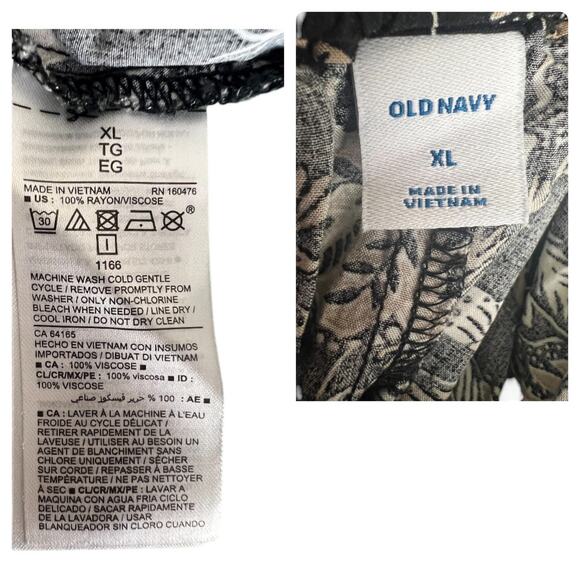 XL
TG
EG
MADE IN VIETNAM RN 160476
■ US : 100% RAYON/VISCOSE
30
1166
MACHINE WASH COLD GENTLE
CYCLE / REMOVE PROMPTLY FROM
WASHER / ONLY NON-CHLORINE
BLEACH WHEN NEEDED / LINE DRY /
COOL IRON / DO NOT DRY CLEAN
CA 64165
HECHO EN VIETNAM CON INSUMOS
IMPORTADOS / DIBUAT DI VIETNAM
■ CA : 100% VISCOSE ■
CL/CR/MX/PE : 100% viscosa ■ ID :
100% VISCOSE
■ AE : 100 % حرير ڤيسكوز صناعي
■ CA : LAVER À LA MACHINE À L'EAU
FROIDE AU CYCLE DÉLICAT /
RETIRER RAPIDEMENT DE LA
LAVEUSE / UTILISER AU BESOIN UN
AGENT DE BLANCHIMENT SANS
CHLORE UNIQUEMENT / SÉCHER
SUR CORDE / REPASSER À BASSE
TEMPÉRATURE / NE PAS NETTOYER
À SEC ■ CL/CR/MX/PE : LAVAR A
MAQUINA CON AGUA FRIA CICLO
DELICADO / SACAR RAPIDAMENTE
DE LA LAVADORA / USAR
BLANQUEADOR SIN CLORO CUANDO
OLD NAVY
XL
MADE IN
VIETNAM